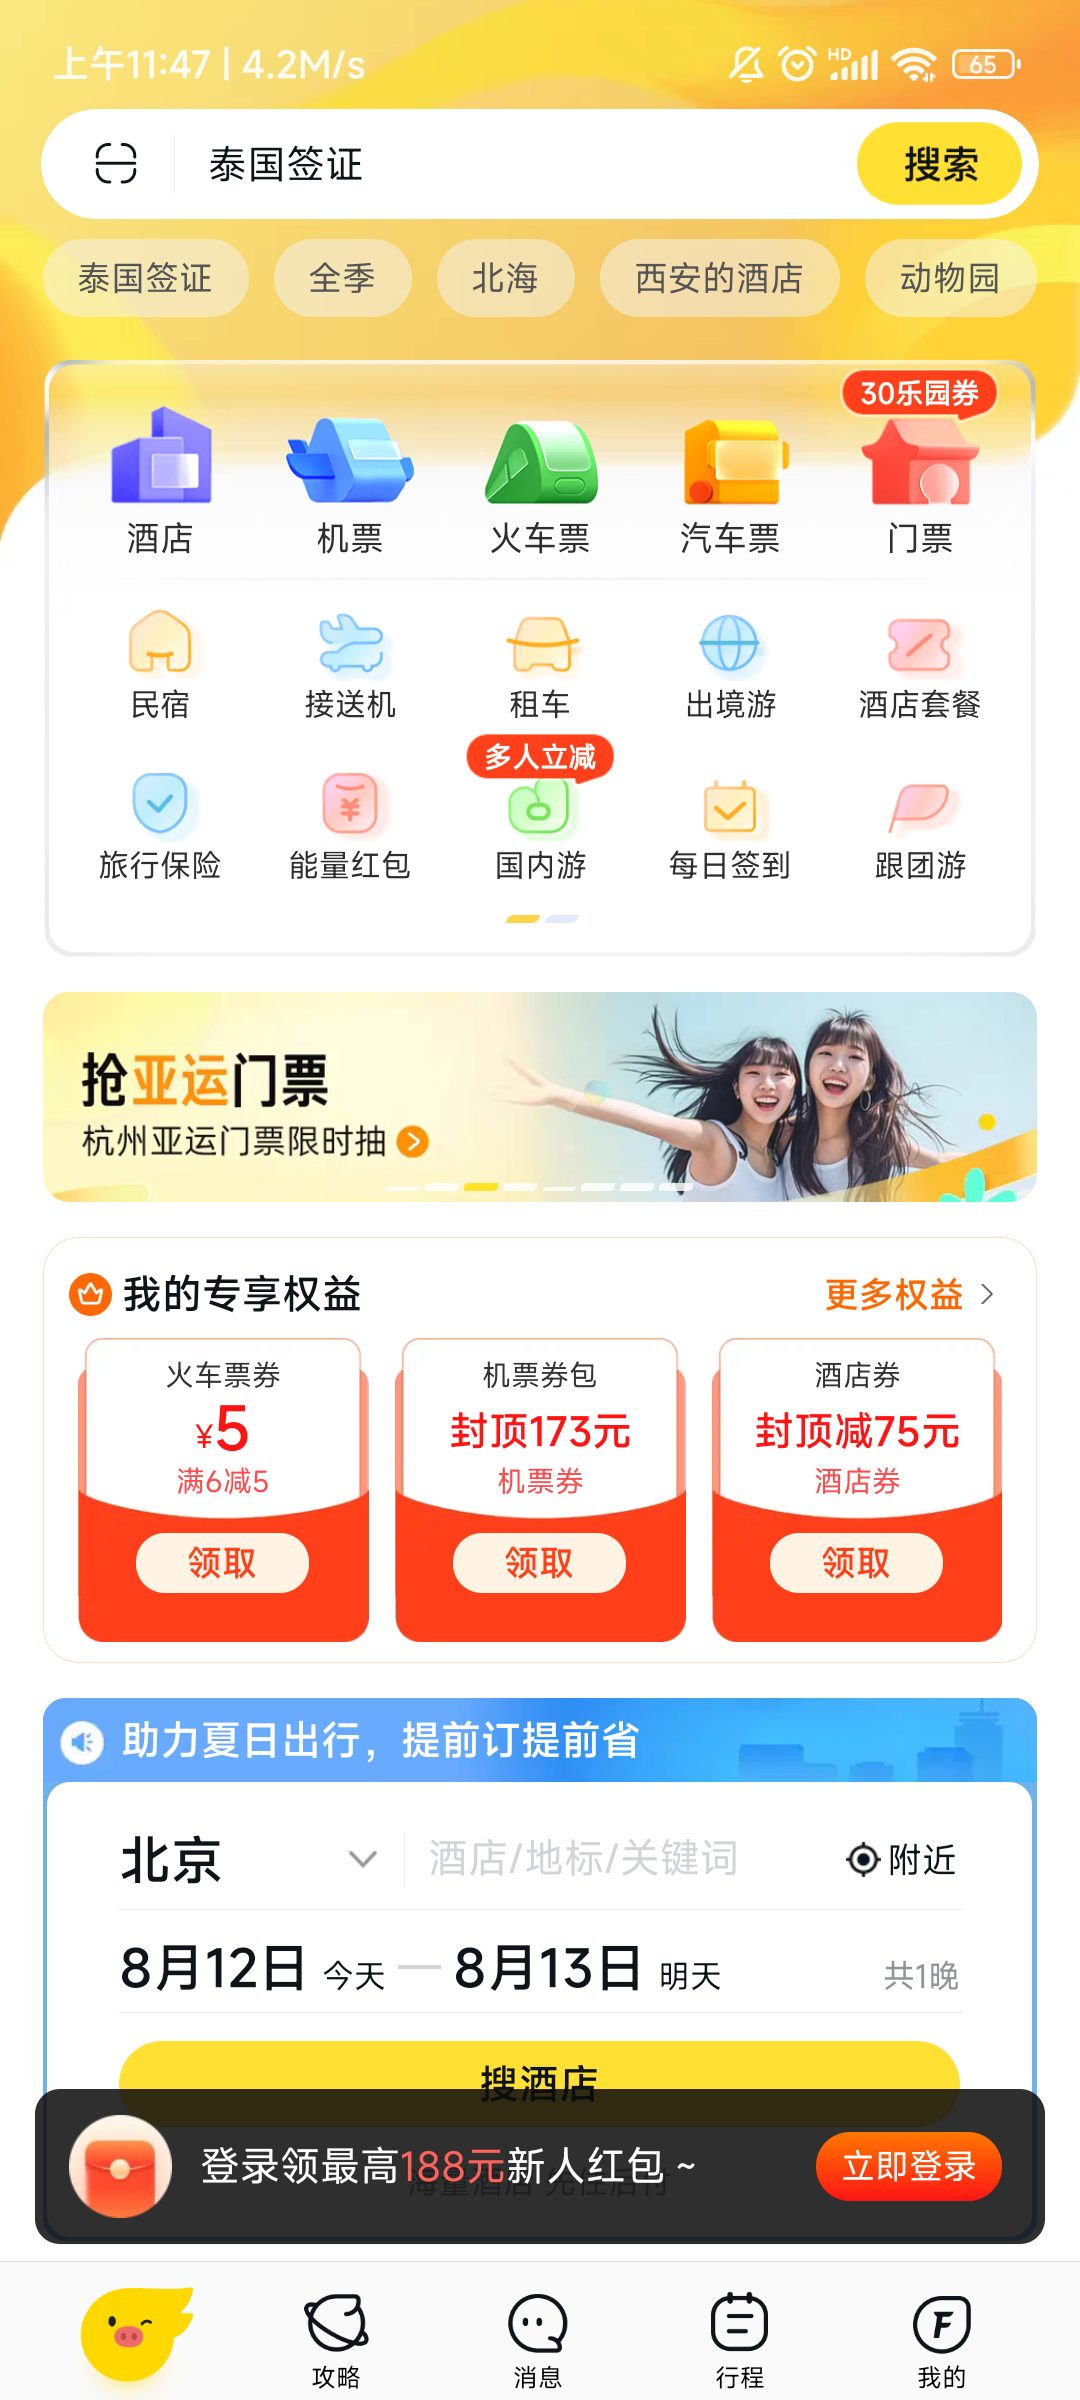 上午11:47 | 4.2M/s
HD
65
泰国签证
搜索
泰国签证 全季 北海 西安的酒店 动物园
30乐园券
酒店 机票 火车票 汽车票 门票
民宿 接送机 租车 出境游 酒店套餐
多人立减
旅行保险 能量红包 国内游 每日签到 跟团游
抢亚运门票
杭州亚运门票限时抽
我的专享权益
更多权益
火车票券
¥5
满6减5
领取
机票券包
封顶173元
机票券
领取
酒店券
封顶减75元
酒店券
领取
助力夏日出行，提前订提前省
北京 酒店/地标/关键词 附近
8月12日 今天 — 8月13日 明天 共1晚
搜酒店
登录领最高188元新人红包 ~
立即登录
攻略 消息 行程 我的